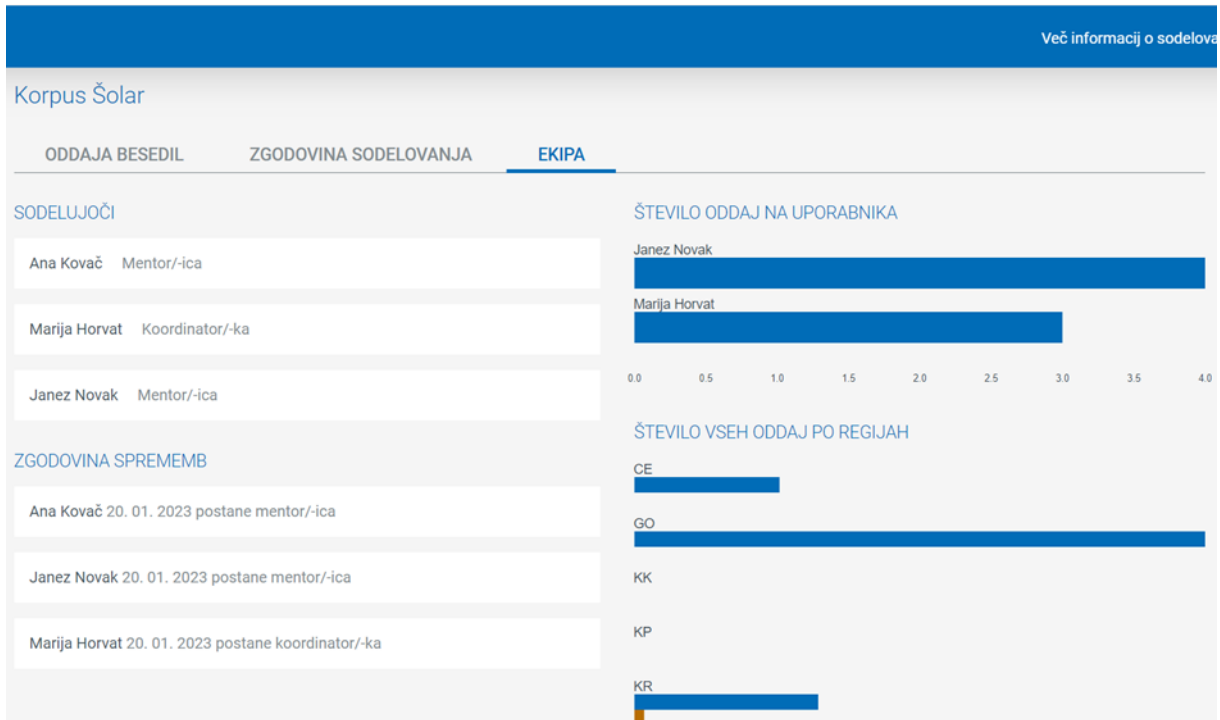 Več informacij o sodelova
Korpus Šolar
ODDAJA BESEDIL ZGODOVINA SODELOVANJA EKIPA
SODELUJOČI
Ana Kovač Mentor/-ica
Marija Horvat Koordinator/-ka
Janez Novak Mentor/-ica
ZGODOVINA SPREMEMB
Ana Kovač 20. 01. 2023 postane mentor/-ica
Janez Novak 20. 01. 2023 postane mentor/-ica
Marija Horvat 20. 01. 2023 postane koordinator/-ka
ŠTEVILO ODDAJ NA UPORABNIKA
Janez Novak
Marija Horvat
0.0 0.5 1.0 1.5 2.0 2.5 3.0 3.5 4.0
ŠTEVILO VSEH ODDAJ PO REGIJAH
CE
GO
KK
KP
KR